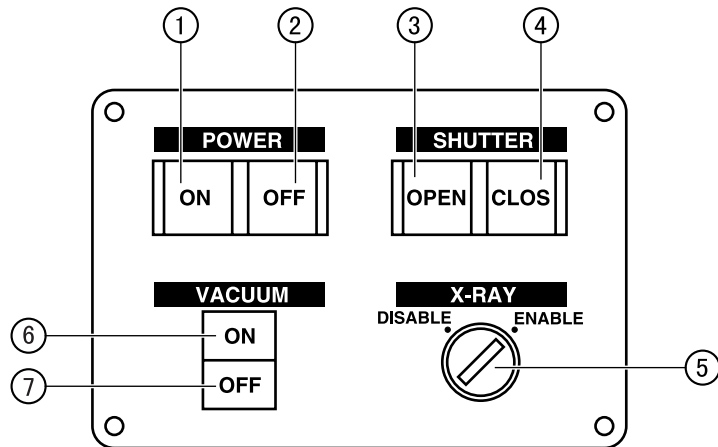 ① ② ③ ④
POWER SHUTTER
ON OFF OPEN CLOS
VACUUM X-RAY
DISABLE ENABLE
⑥ ON
⑦ OFF ⑤